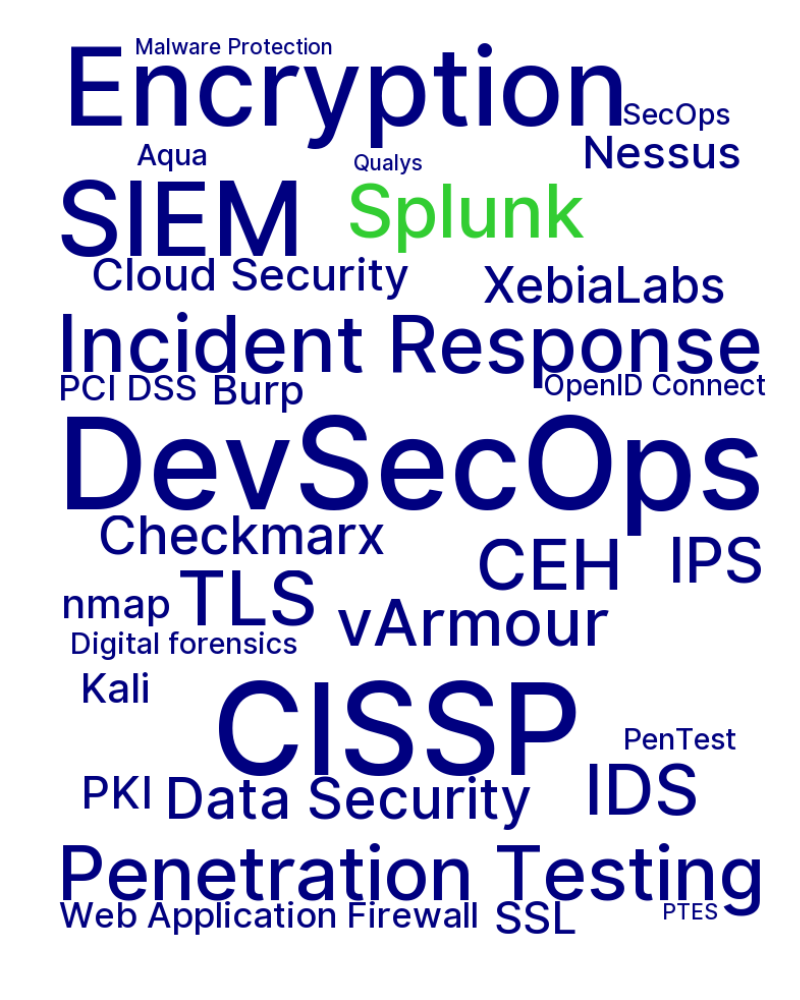 Malware Protection
Encryption
SecOps
Nessus
Aqua
Qualys
SIEM
Splunk
Cloud Security
XebiaLabs
Incident Response
PCI DSS
Burp
OpenID Connect
DevSecOps
Checkmarx
CEH
IPS
nmap
TLS
vArmour
Digital forensics
Kali
CISSP
PenTest
PKI
Data Security
IDS
Penetration Testing
Web Application Firewall
SSL
PTES